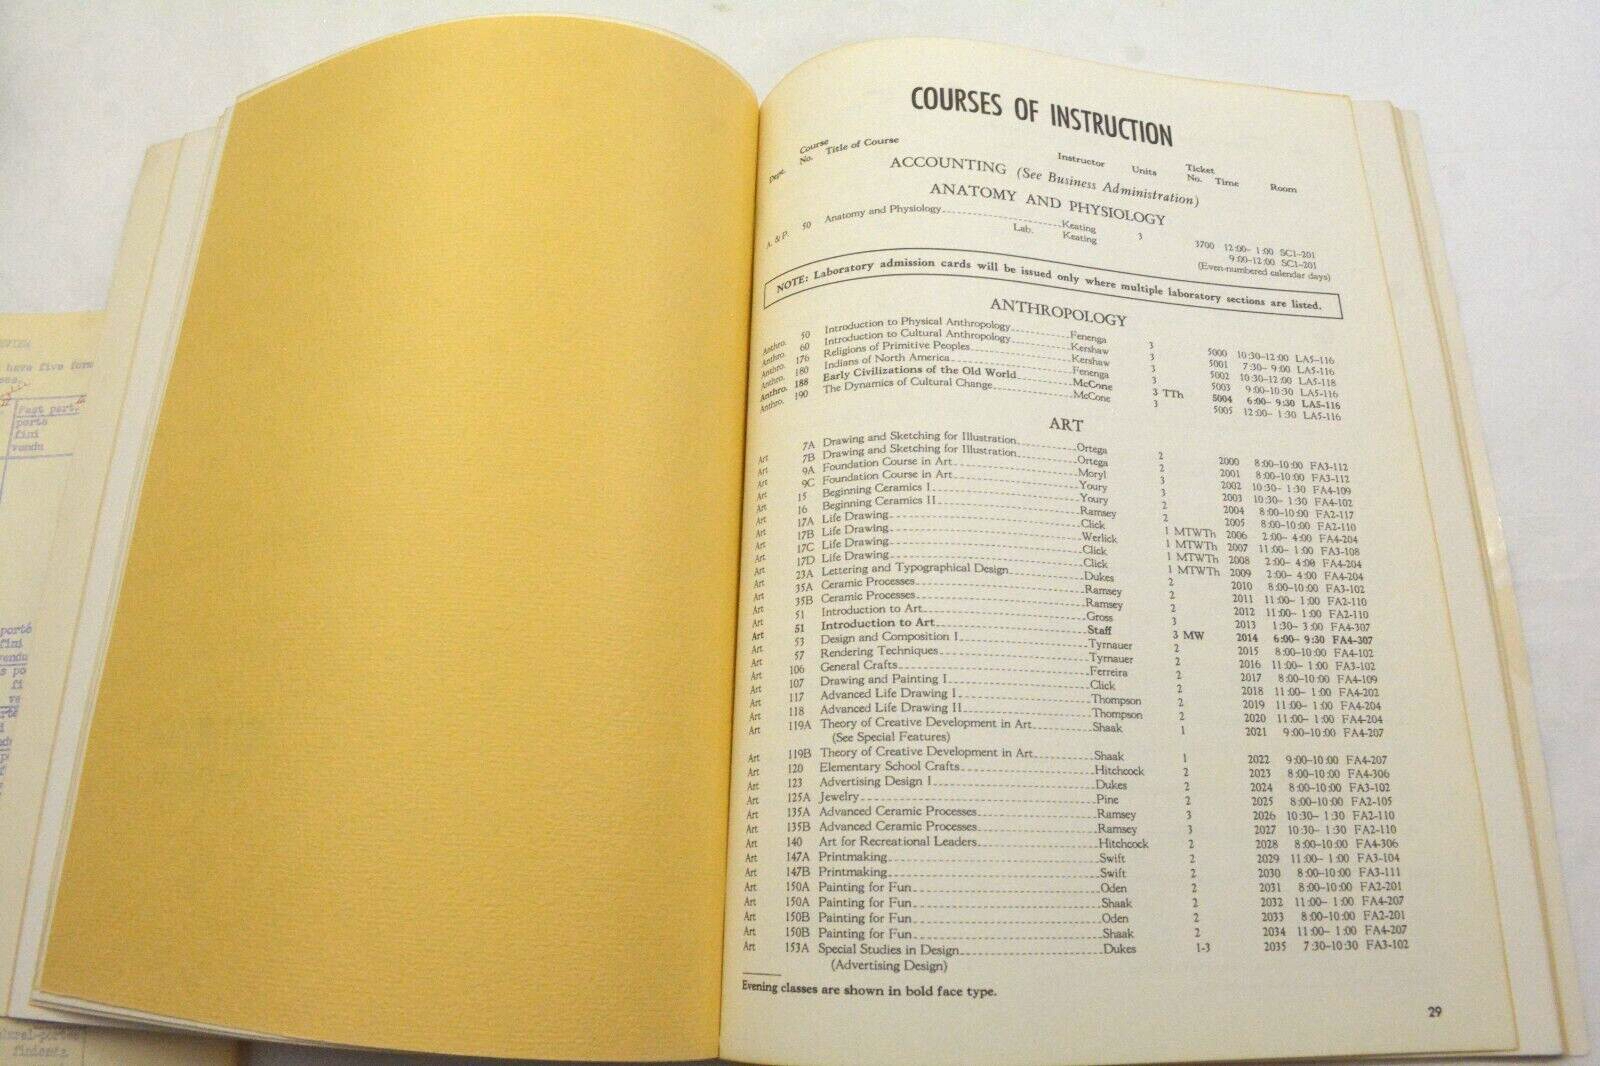 have five form
Past part.
porté
fini
vendu
porté
fini
vendu
COURSES OF INSTRUCTION
Dept. Course No. Title of Course Instructor Units Ticket No. Time Room
ACCOUNTING (See Business Administration)
ANATOMY AND PHYSIOLOGY
A. & P. 50 Anatomy and Physiology Keating 3 3700 12:00– 1:00 SC1–201
Lab. Keating 9:00–12:00 SC1–201
(Even-numbered calendar days)
NOTE: Laboratory admission cards will be issued only where multiple laboratory sections are listed.
ANTHROPOLOGY
Anthro. 50 Introduction to Physical Anthropology Fenenga 3 5000 10:30–12:00 LA5–116
Anthro. 60 Introduction to Cultural Anthropology Kershaw 3 5001 7:30– 9:00 LA5–116
Anthro. 176 Religions of Primitive Peoples Kershaw 3 5002 10:30–12:00 LA5–118
Anthro. 180 Indians of North America Fenenga 3 5003 9:00–10:30 LA5–116
Anthro. 188 Early Civilizations of the Old World McCone 3 TTh 5004 6:00– 9:30 LA5–116
Anthro. 190 The Dynamics of Cultural Change McCone 3 5005 12:00– 1:30 LA5–116
ART
Art 7A Drawing and Sketching for Illustration Ortega 2 2000 8:00–10:00 FA3–112
Art 7B Drawing and Sketching for Illustration Ortega 2 2001 8:00–10:00 FA3–112
Art 9A Foundation Course in Art Moryl 3 2002 10:30– 1:30 FA4–109
Art 9C Foundation Course in Art Youry 3 2003 10:30– 1:30 FA4–102
Art 15 Beginning Ceramics I Youry 2 2004 8:00–10:00 FA2–117
Art 16 Beginning Ceramics II Ramsey 2 2005 8:00–10:00 FA2–110
Art 17A Life Drawing Click 1 MTWTh 2006 2:00– 4:00 FA4–204
Art 17B Life Drawing Werlick 1 MTWTh 2007 11:00– 1:00 FA3–108
Art 17C Life Drawing Click 1 MTWTh 2008 2:00– 4:00 FA4–204
Art 17D Life Drawing Click 1 MTWTh 2009 2:00– 4:00 FA4–204
Art 23A Lettering and Typographical Design Dukes 2 2010 8:00–10:00 FA3–102
Art 35A Ceramic Processes Ramsey 2 2011 11:00– 1:00 FA2–110
Art 35B Ceramic Processes Ramsey 2 2012 11:00– 1:00 FA2–110
Art 51 Introduction to Art Gross 3 2013 1:30– 3:00 FA4–307
Art 51 Introduction to Art Staff 3 MW 2014 6:00– 9:30 FA4–307
Art 53 Design and Composition I Tyrnauer 2 2015 8:00–10:00 FA4–102
Art 57 Rendering Techniques Tyrnauer 2 2016 11:00– 1:00 FA3–102
Art 106 General Crafts Ferreira 2 2017 8:00–10:00 FA4–109
Art 107 Drawing and Painting I Click 2 2018 11:00– 1:00 FA4–202
Art 117 Advanced Life Drawing I Thompson 2 2019 11:00– 1:00 FA4–204
Art 118 Advanced Life Drawing II Thompson 2 2020 11:00– 1:00 FA4–204
Art 119A Theory of Creative Development in Art Shaak 1 2021 9:00–10:00 FA4–207
(See Special Features)
Art 119B Theory of Creative Development in Art Shaak 1 2022 9:00–10:00 FA4–207
Art 120 Elementary School Crafts Hitchcock 2 2023 8:00–10:00 FA4–306
Art 123 Advertising Design I Dukes 2 2024 8:00–10:00 FA3–102
Art 125A Jewelry Pine 2 2025 8:00–10:00 FA2–105
Art 135A Advanced Ceramic Processes Ramsey 3 2026 10:30– 1:30 FA2–110
Art 135B Advanced Ceramic Processes Ramsey 3 2027 10:30– 1:30 FA2–110
Art 140 Art for Recreational Leaders Hitchcock 2 2028 8:00–10:00 FA4–306
Art 147A Printmaking Swift 2 2029 11:00– 1:00 FA3–104
Art 147B Printmaking Swift 2 2030 8:00–10:00 FA3–111
Art 150A Painting for Fun Oden 2 2031 8:00–10:00 FA2–201
Art 150A Painting for Fun Shaak 2 2032 11:00– 1:00 FA4–207
Art 150B Painting for Fun Oden 2 2033 8:00–10:00 FA2–201
Art 150B Painting for Fun Shaak 2 2034 11:00– 1:00 FA4–207
Art 153A Special Studies in Design Dukes 1-3 2035 7:30–10:30 FA3–102
(Advertising Design)
Evening classes are shown in bold face type.
29